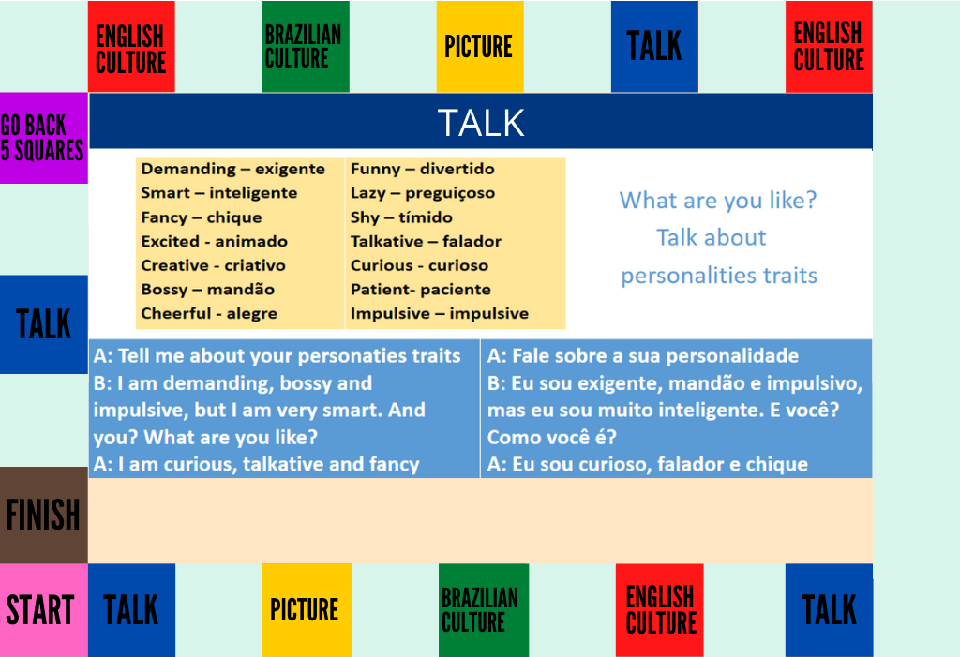 ENGLISH
CULTURE
BRAZILIAN
CULTURE
PICTURE
TALK
ENGLISH
CULTURE
GO BACK
5 SQUARES
TALK
Demanding – exigente
Smart – inteligente
Fancy – chique
Excited - animado
Creative - criativo
Bossy – mandão
Cheerful - alegre
Funny – divertido
Lazy – preguiçoso
Shy – tímido
Talkative – falador
Curious - curioso
Patient- paciente
Impulsive – impulsive
What are you like?
Talk about
personalities traits
TALK
A: Tell me about your personaties traits
B: I am demanding, bossy and
impulsive, but I am very smart. And
you? What are you like?
A: I am curious, talkative and fancy
A: Fale sobre a sua personalidade
B: Eu sou exigente, mandão e impulsivo,
mas eu sou muito inteligente. E você?
Como você é?
A: Eu sou curioso, falador e chique
FINISH
START
TALK
PICTURE
BRAZILIAN
CULTURE
ENGLISH
CULTURE
TALK